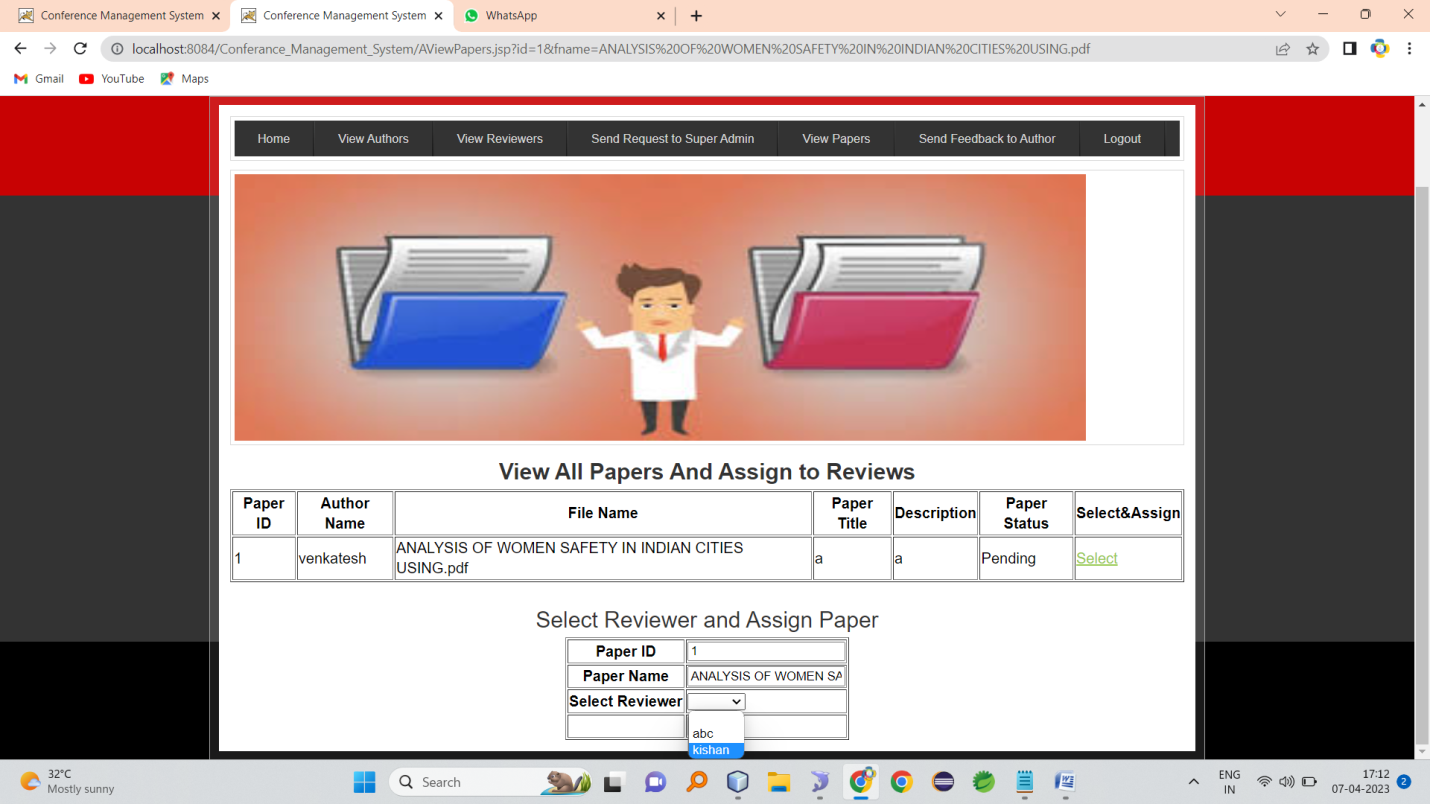 Conference Management System
Conference Management System
WhatsApp
localhost:8084/Conferance_Management_System/AViewPapers.jsp?id=1&fname=ANALYSIS%20OF%20WOMEN%20SAFETY%20IN%20INDIAN%20CITIES%20USING.pdf
Gmail YouTube Maps
Home View Authors View Reviewers Send Request to Super Admin View Papers Send Feedback to Author Logout
View All Papers And Assign to Reviews
Paper ID Author Name File Name Paper Title Description Paper Status Select&Assign
1 venkatesh ANALYSIS OF WOMEN SAFETY IN INDIAN CITIES USING.pdf a a Pending Select
Select Reviewer and Assign Paper
Paper ID 1
Paper Name ANALYSIS OF WOMEN SA
Select Reviewer
abc
kishan
32°C
Mostly sunny
Search
ENG
IN
17:12
07-04-2023
2